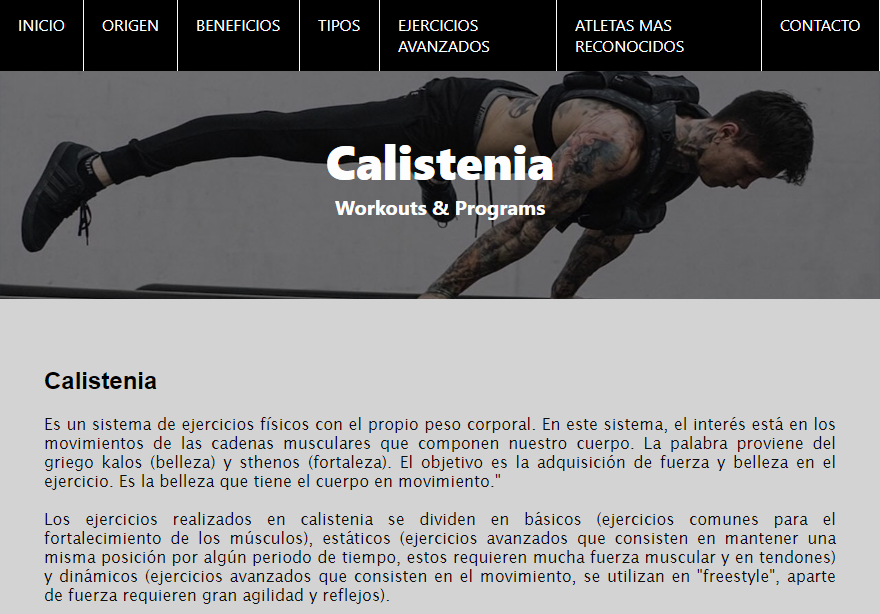 INICIO
ORIGEN
BENEFICIOS
TIPOS
EJERCICIOS
AVANZADOS
ATLETAS MAS
RECONOCIDOS
CONTACTO
Calistenia
Workouts & Programs
Calistenia
Es un sistema de ejercicios físicos con el propio peso corporal. En este sistema, el interés está en los
movimientos de las cadenas musculares que componen nuestro cuerpo. La palabra proviene del
griego kalos (belleza) y sthenos (fortaleza). El objetivo es la adquisición de fuerza y belleza en el
ejercicio. Es la belleza que tiene el cuerpo en movimiento."
Los ejercicios realizados en calistenia se dividen en básicos (ejercicios comunes para el
fortalecimiento de los músculos), estáticos (ejercicios avanzados que consisten en mantener una
misma posición por algún periodo de tiempo, estos requieren mucha fuerza muscular y en tendones)
y dinámicos (ejercicios avanzados que consisten en el movimiento, se utilizan en "freestyle", aparte
de fuerza requieren gran agilidad y reflejos).